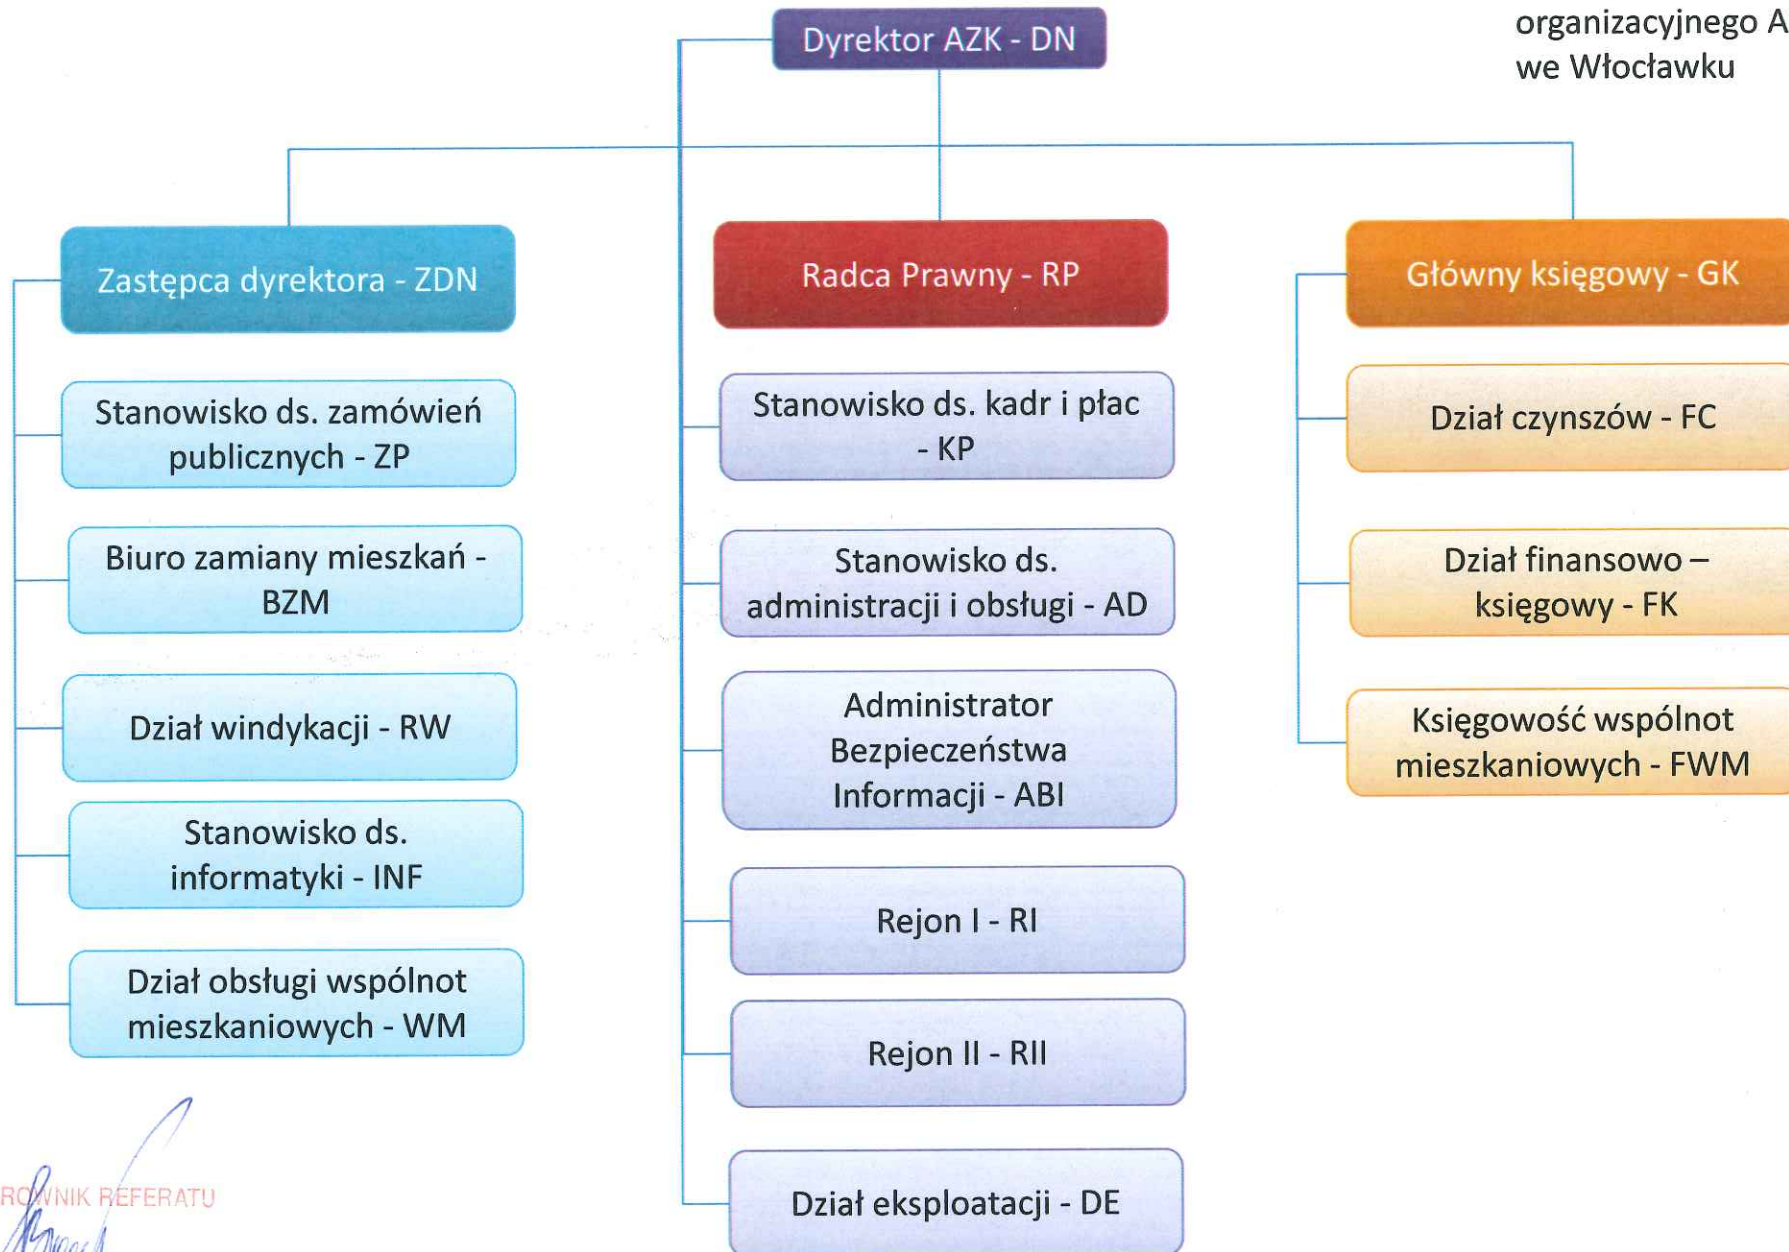 organizacyjnego A
we Włocławku
Dyrektor AZK - DN
Zastępca dyrektora - ZDN
Stanowisko ds. zamówień
publicznych - ZP
Biuro zamiany mieszkań -
BZM
Dział windykacji - RW
Stanowisko ds.
informatyki - INF
Dział obsługi wspólnot
mieszkaniowych - WM
Radca Prawny - RP
Stanowisko ds. kadr i płac
- KP
Stanowisko ds.
administracji i obsługi - AD
Administrator
Bezpieczeństwa
Informacji - ABI
Rejon I - RI
Rejon II - RII
Dział eksploatacji - DE
Główny księgowy - GK
Dział czynszów - FC
Dział finansowo –
księgowy - FK
Księgowość wspólnot
mieszkaniowych - FWM
ROWNIK REFERATU